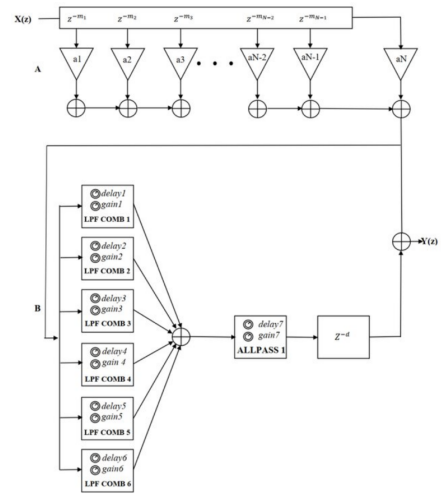 X(z) z^{-m_1} z^{-m_2} z^{-m_3} z^{-m_{N-2}} z^{-m_{N-1}}
a1 a2 a3 aN-2 aN-1 aN
A
delay1
gain1
LPF COMB 1
delay2
gain2
LPF COMB 2
Y(z)
B
delay3
gain3
LPF COMB 3
delay4
gain 4
LPF COMB 4
delay5
gain5
LPF COMB 5
delay6
gain6
LPF COMB 6
delay7
gain7
ALLPASS 1
Z^{-d}